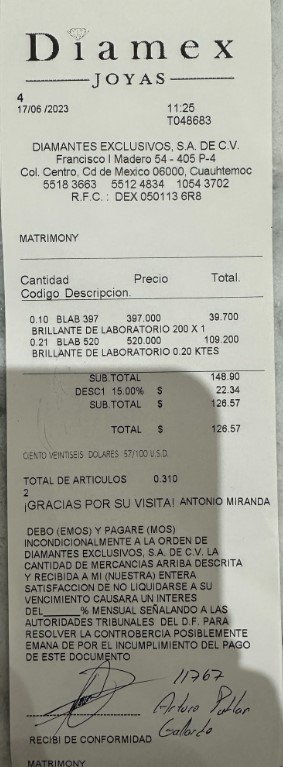 Diamex
JOYAS
4
17/06 /2023 11:25
T048683
DIAMANTES EXCLUSIVOS, S.A. DE C.V.
Francisco I Madero 54 - 405 P-4
Col. Centro, Cd de Mexico 06000, Cuauhtemoc
5518 3663 5512 4834 1054 3702
R.F.C. : DEX 050113 6R8
MATRIMONY
Cantidad Precio Total.
Codigo Descripcion.
0.10 BLAB 397 397.000 39.700
BRILLANTE DE LABORATORIO 200 X 1
0.21 BLAB 520 520.000 109.200
BRILLANTE DE LABORATORIO 0.20 KTES
SUB.TOTAL 148.90
DESC1 15.00% $ 22.34
SUB.TOTAL $ 126.57
TOTAL $ 126.57
CIENTO VEINTISEIS DOLARES 57/100 U.S.D.
TOTAL DE ARTICULOS 0.310
2
¡GRACIAS POR SU VISITA! ANTONIO MIRANDA
DEBO (EMOS) Y PAGARE (MOS)
INCONDICIONALMENTE A LA ORDEN DE
DIAMANTES EXCLUSIVOS, S.A. DE C.V. LA
CANTIDAD DE MERCANCIAS ARRIBA DESCRITA
Y RECIBIDA A MI (NUESTRA) ENTERA
SATISFACCION DE NO LIQUIDARSE A SU
VENCIMIENTO CAUSARA UN INTERES
DEL______% MENSUAL SEÑALANDO A LAS
AUTORIDADES TRIBUNALES DEL D.F. PARA
RESOLVER LA CONTROBERCIA POSIBLEMENTE
EMANA DE POR EL INCUMPLIMIENTO DEL PAGO
DE ESTE DOCUMENTO
11767
Arturo
Gallardo
RECIBI DE CONFORMIDAD
MATRIMONY